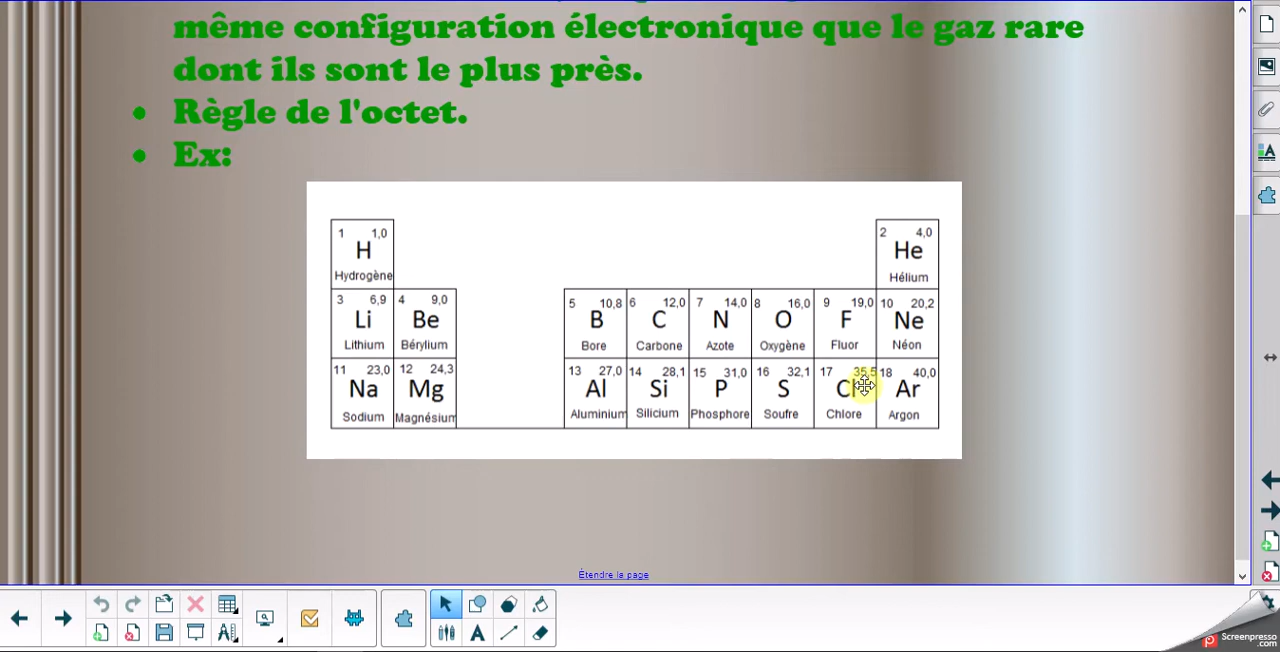 même configuration électronique que le gaz rare
dont ils sont le plus près.
• Règle de l'octet.
• Ex:
1 1,0 2 4,0
H He
Hydrogène Hélium
3 6,9 4 9,0 5 10,8 6 12,0 7 14,0 8 16,0 9 19,0 10 20,2
Li Be B C N O F Ne
Lithium Bérylium Bore Carbone Azote Oxygène Fluor Néon
11 23,0 12 24,3 13 27,0 14 28,1 15 31,0 16 32,1 17 35,5 18 40,0
Na Mg Al Si P S Cl Ar
Sodium Magnésium Aluminium Silicium Phosphore Soufre Chlore Argon
Étendre la page
Screenpresso
.com